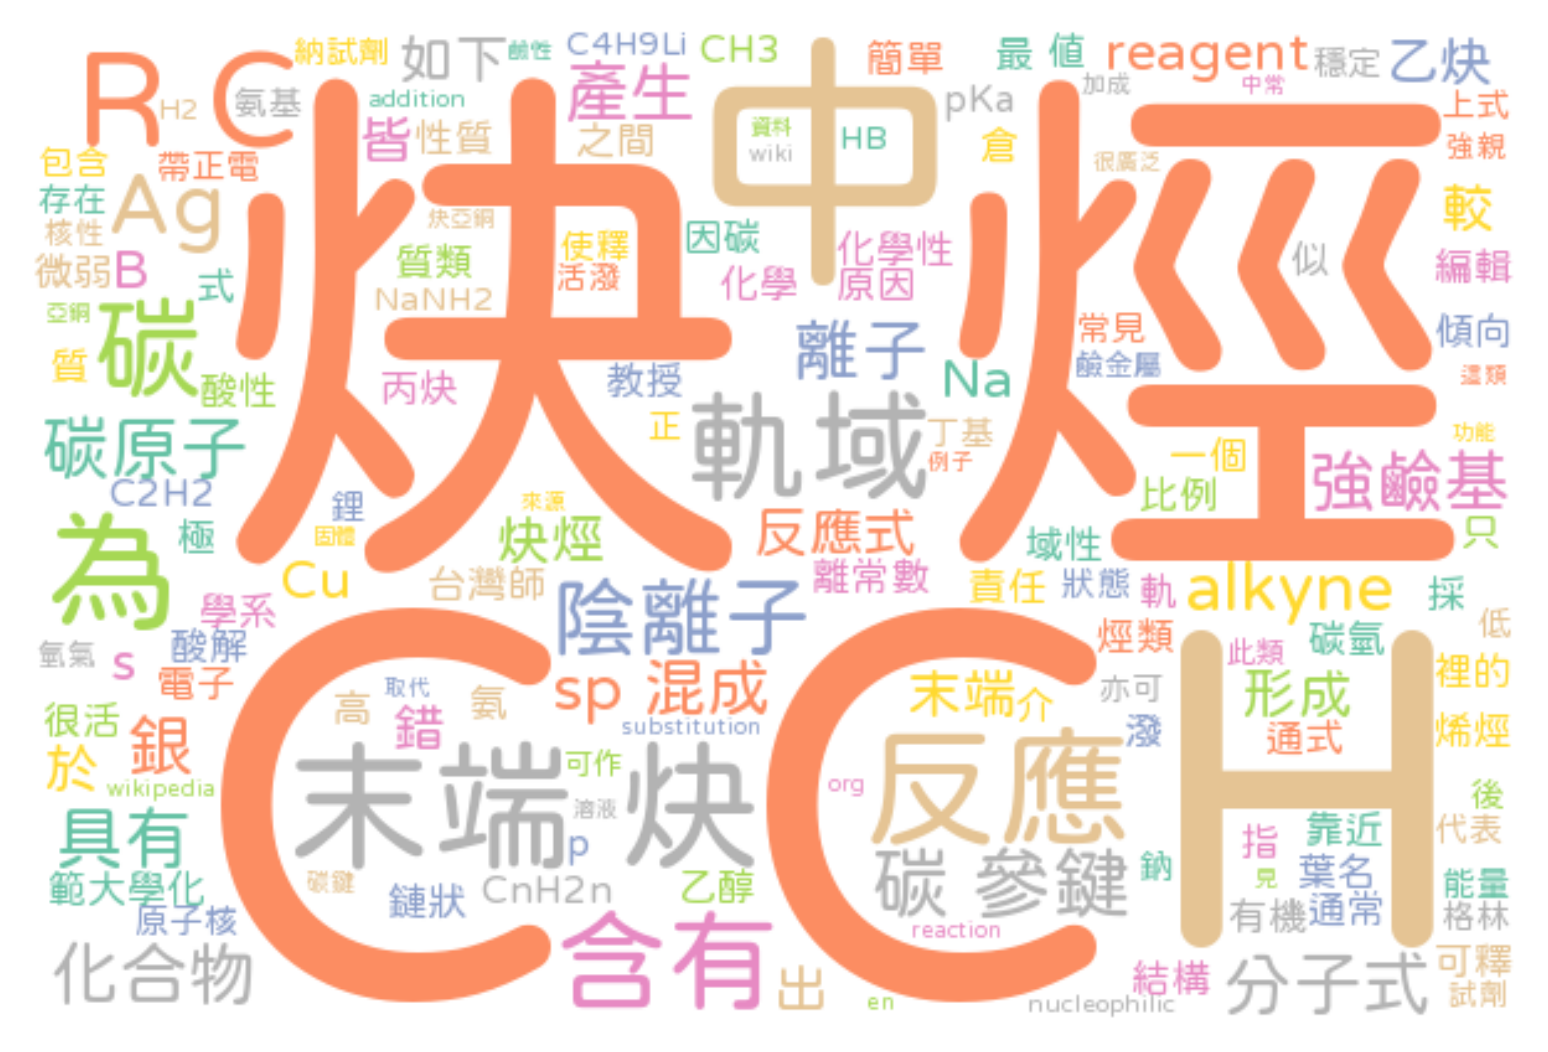 R
C
H2
氨基
納試劑
如下
鹼性
C4H9Li
CH3
addition
產生
皆
性質
之間
中
資料
wiki
HB
簡單
pKa
倉
最
值
reagent
加成
中常
穩定
乙炔
上式
強親
很廣泛
包含
帶正電
存在
Ag
核性
微弱
B
式
炔
炔亞銅
質類
NaNH2
使釋
活潑
因碳
化學
化學性
原因
烴
似
較
編輯
傾向
這類
亞銅
碳
質
酸性
丙炔
教授
離子
Na
常見
鹼金屬
正
軌域
丁基
例子
一個
比例
功能
強鹼基
只
碳原子
C2H2
極
鋰
固體
來源
炔烴
反應式
域性
為
Cu
台灣師
陰離子
離常數
責任
狀態
軌
alkyne
採
低
學系
酸解
氫氣
s
電子
烴類
此類
碳氫
裡的
C
C
H
取代
高
錯
氨
sp
混成
substitution
末端
介
亦可
潑
形成
通式
烯烴
很活
銀
於
wikipedia
末端炔
可作
溶液
p
org
反應
後
代表
具有
範大學化
原子核
碳鍵
鏈狀
CnH2n
乙醇
碳
參鍵
鈉
指
見
靠近
葉名
能量
有機
通常
格林
化合物
含有
出
en
reaction
nucleophilic
結構
分子式
可釋
試劑